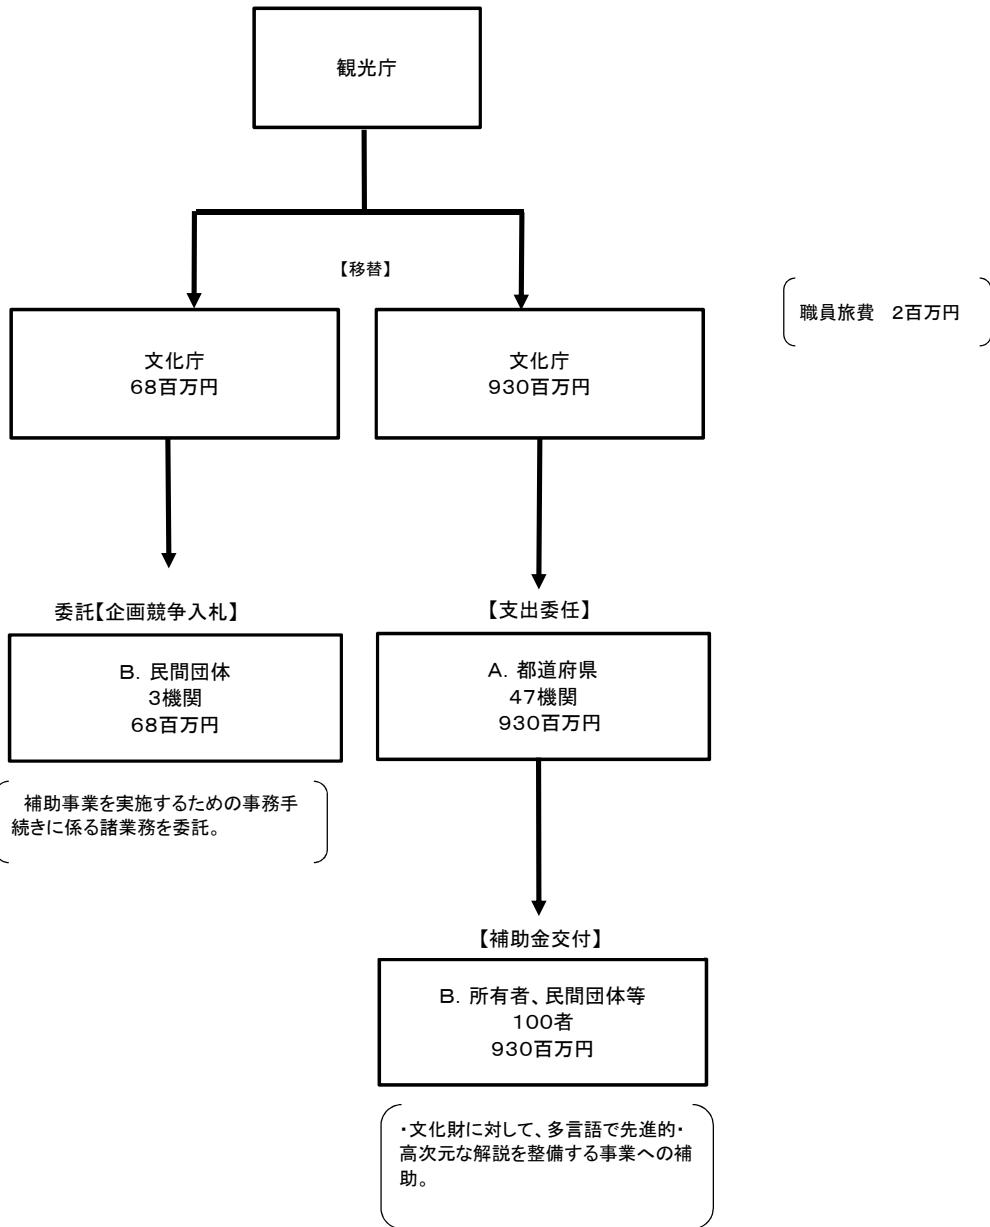 観光庁
【移替】
職員旅費　2百万円
文化庁
68百万円
文化庁
930百万円
委託【企画競争入札】
B. 民間団体
3機関
68百万円
補助事業を実施するための事務手
続きに係る諸業務を委託。
【支出委任】
A. 都道府県
47機関
930百万円
【補助金交付】
B. 所有者、民間団体等
100者
930百万円
・文化財に対して、多言語で先進的・
高次元な解説を整備する事業への補
助。